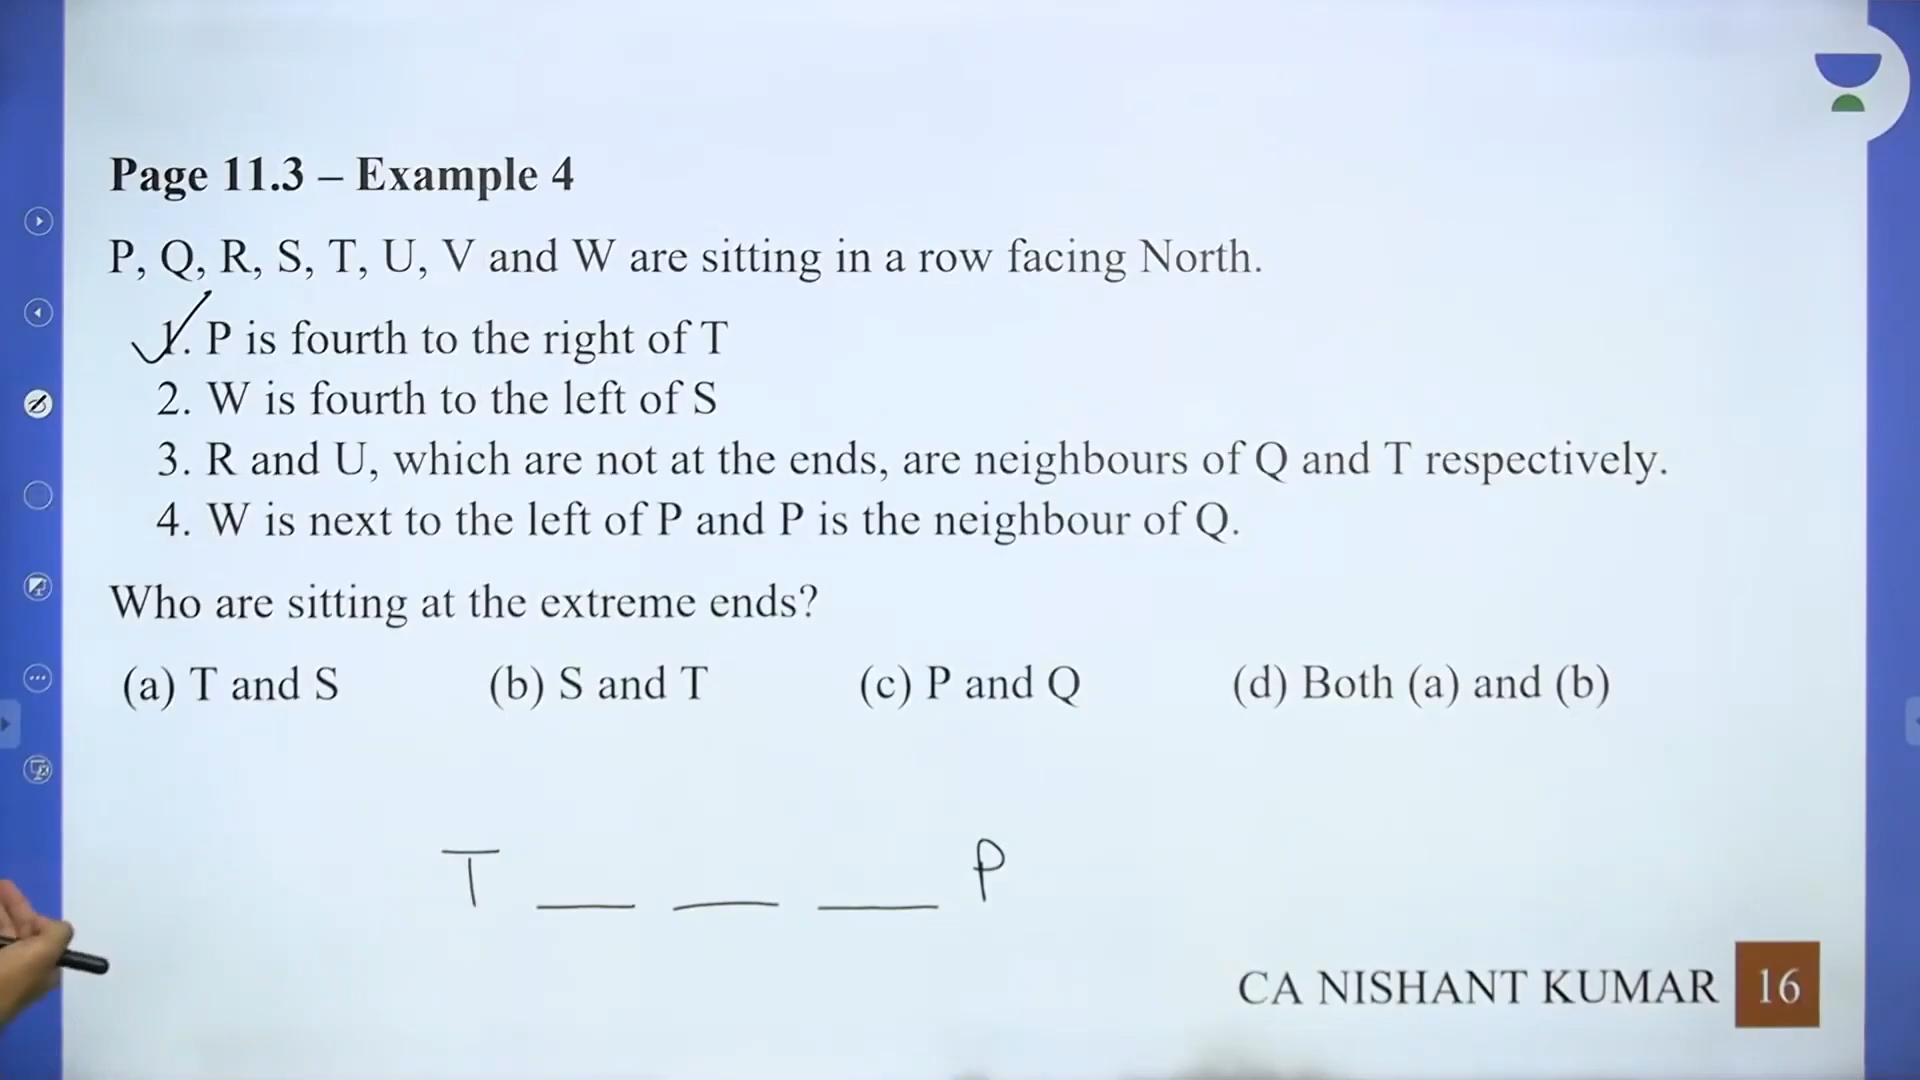 Page 11.3 – Example 4
P, Q, R, S, T, U, V and W are sitting in a row facing North.
1. P is fourth to the right of T
2. W is fourth to the left of S
3. R and U, which are not at the ends, are neighbours of Q and T respectively.
4. W is next to the left of P and P is the neighbour of Q.
Who are sitting at the extreme ends?
(a) T and S (b) S and T (c) P and Q (d) Both (a) and (b)
T __ __ __ P
CA NISHANT KUMAR 16